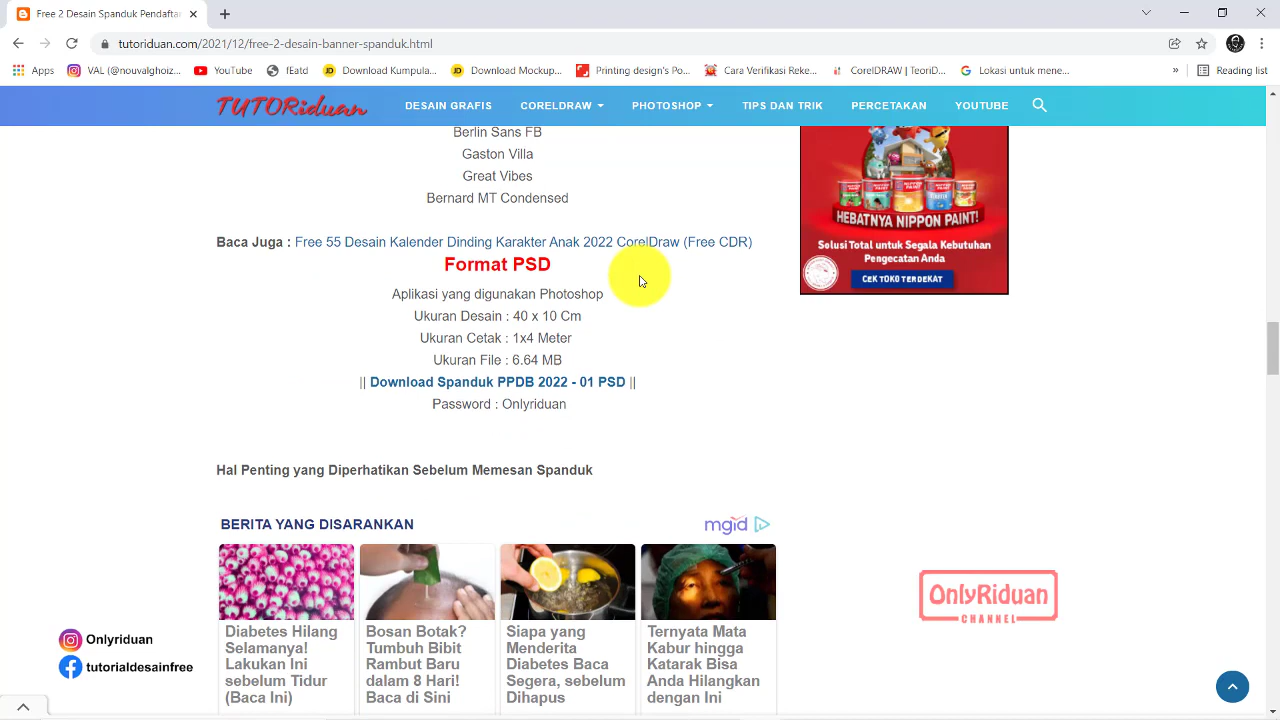 Free 2 Desain Spanduk Pendafta
tutoriduan.com/2021/12/free-2-desain-banner-spanduk.html
Apps
VAL (@nouvalghoiz...
YouTube
fEatd
Download Kumpula...
Download Mockup...
Printing design's Po...
Cara Verifikasi Reke...
CorelDRAW | TeoriD...
Lokasi untuk mene...
»
Reading list
TUTORiduan
DESAIN GRAFIS
CORELDRAW
PHOTOSHOP
TIPS DAN TRIK
PERCETAKAN
YOUTUBE
Berlin Sans FB
Gaston Villa
Great Vibes
Bernard MT Condensed
Baca Juga : Free 55 Desain Kalender Dinding Karakter Anak 2022 CorelDraw (Free CDR)
Format PSD
Aplikasi yang digunakan Photoshop
Ukuran Desain : 40 x 10 Cm
Ukuran Cetak : 1x4 Meter
Ukuran File : 6.64 MB
|| Download Spanduk PPDB 2022 - 01 PSD ||
Password : Onlyriduan
HEBATNYA NIPPON PAINT!
Solusi Total untuk Segala Kebutuhan
Pengecatan Anda
CEK TOKO TERDEKAT
Hal Penting yang Diperhatikan Sebelum Memesan Spanduk
BERITA YANG DISARANKAN
mgid
Diabetes Hilang
Selamanya!
Lakukan Ini
sebelum Tidur
(Baca Ini)
Bosan Botak?
Tumbuh Bibit
Rambut Baru
dalam 8 Hari!
Baca di Sini
Siapa yang
Menderita
Diabetes Baca
Segera, sebelum
Dihapus
Ternyata Mata
Kabur hingga
Katarak Bisa
Anda Hilangkan
dengan Ini
OnlyRiduan
CHANNEL
Onlyriduan
tutorialdesainfree